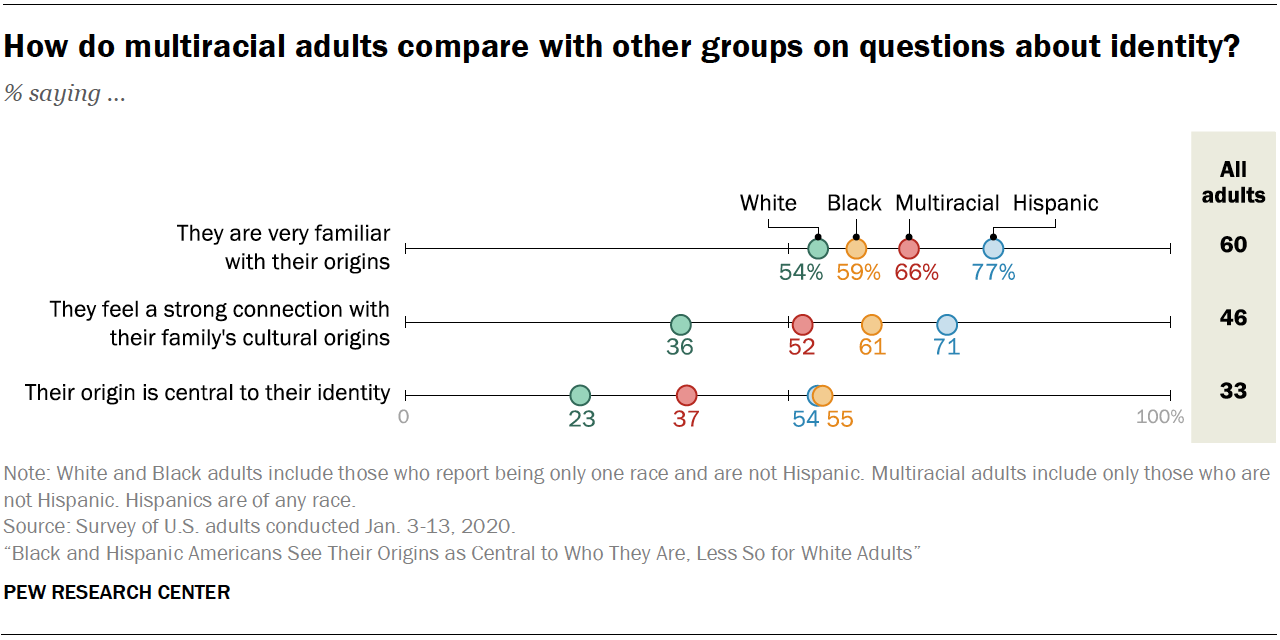 How do multiracial adults compare with other groups on questions about identity?
% saying ...
All
adults
White Black Multiracial Hispanic
They are very familiar
with their origins
54% 59% 66% 77%
60
They feel a strong connection with
their family's cultural origins
36 52 61 71
46
Their origin is central to their identity
23 37 54 55
33
0 100%
Note: White and Black adults include those who report being only one race and are not Hispanic. Multiracial adults include only those who are
not Hispanic. Hispanics are of any race.
Source: Survey of U.S. adults conducted Jan. 3-13, 2020.
“Black and Hispanic Americans See Their Origins as Central to Who They Are, Less So for White Adults”
PEW RESEARCH CENTER